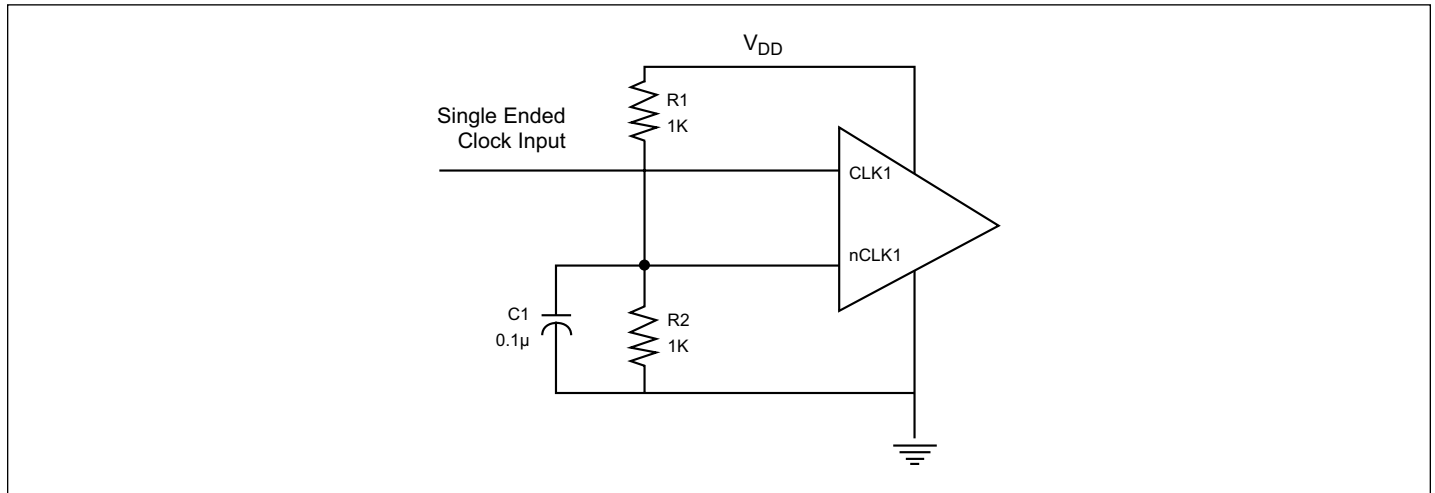 VDD
R1
1K
Single Ended
Clock Input
CLK1
nCLK1
C1
0.1µ
R2
1K